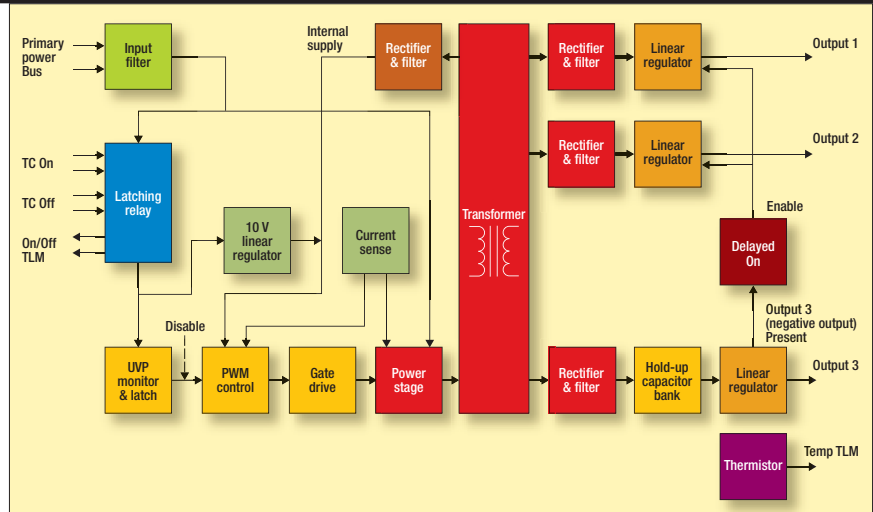 Primary
power
Bus
Input
filter
Internal
supply
Rectifier
& filter
Rectifier
& filter
Linear
regulator
Output 1
TC On
TC Off
On/Off
TLM
Latching
relay
Rectifier
& filter
Linear
regulator
Output 2
10 V
linear
regulator
Current
sense
Transformer
Enable
Delayed
On
Output 3
(negative output)
Present
Disable
UVP
monitor
& latch
PWM
control
Gate
drive
Power
stage
Rectifier
& filter
Hold-up
capacitor
bank
Linear
regulator
Output 3
Thermistor
Temp TLM